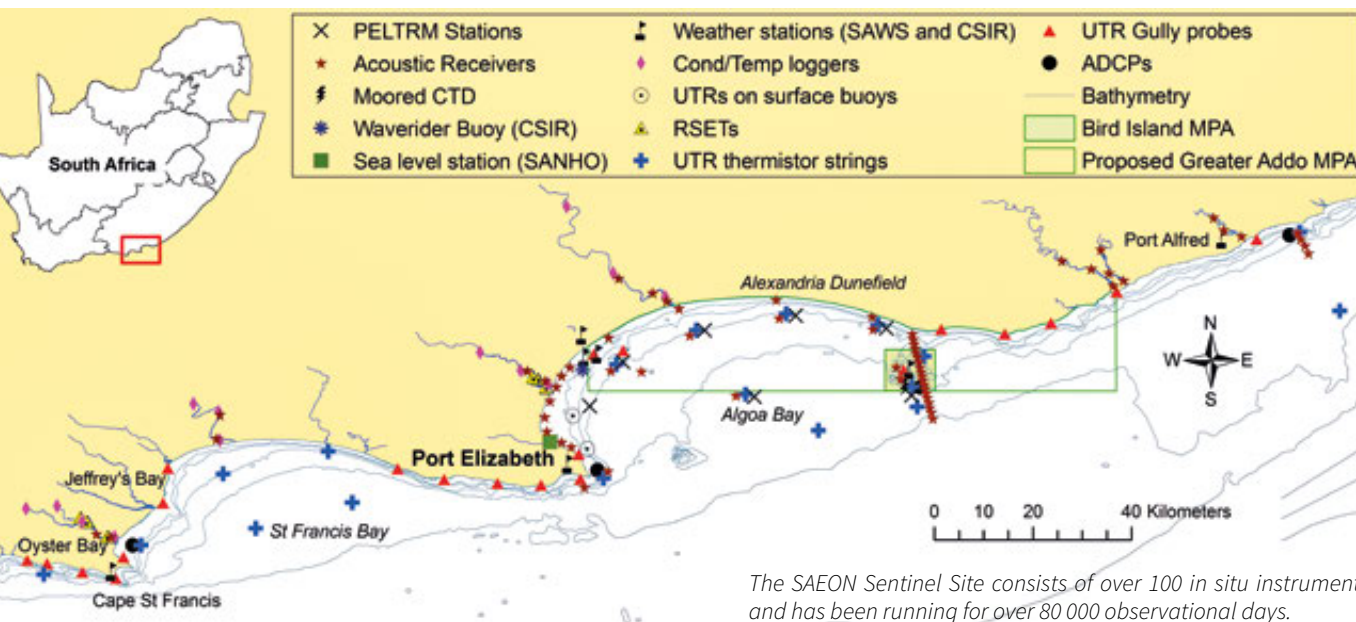 PELTRM Stations
Acoustic Receivers
Moored CTD
Waverider Buoy (CSIR)
Sea level station (SANHO)
Weather stations (SAWS and CSIR)
Cond/Temp loggers
UTRs on surface buoys
RSETs
UTR thermistor strings
UTR Gully probes
ADCPs
Bathymetry
Bird Island MPA
Proposed Greater Addo MPA
South Africa
Port Alfred
Alexandria Dunefield
N
W E
S
Algoa Bay
Port Elizabeth
Jeffrey's Bay
St Francis Bay
Oyster Bay
Cape St Francis
0 10 20 40 Kilometers
The SAEON Sentinel Site consists of over 100 in situ instrument
and has been running for over 80 000 observational days.